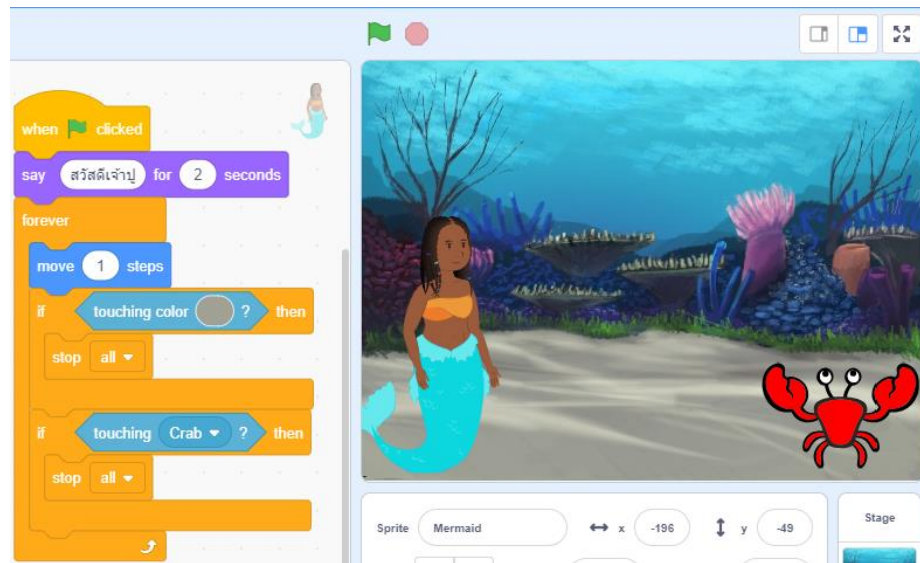 when clicked
say สวัสดีเจ้าปู for 2 seconds
forever
move 1 steps
if touching color ? then
stop all
if touching Crab ? then
stop all
Sprite Mermaid x -196 y -49
Stage